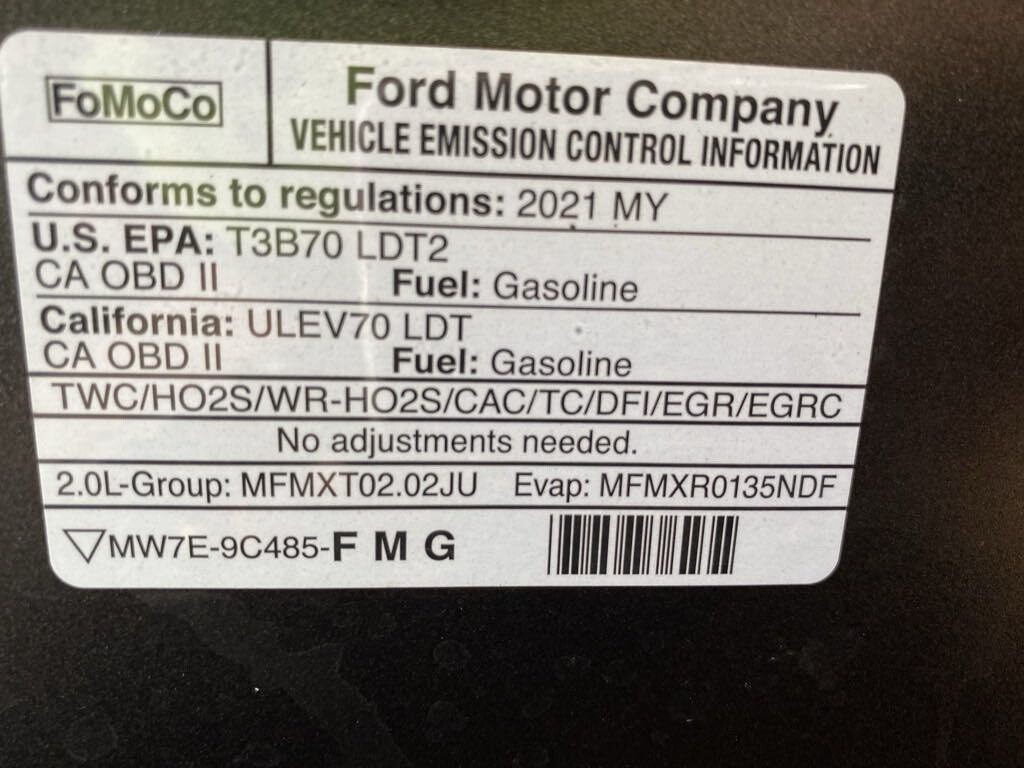 FoMoCo
Ford Motor Company
VEHICLE EMISSION CONTROL INFORMATION
Conforms to regulations: 2021 MY
U.S. EPA: T3B70 LDT2
CA OBD II Fuel: Gasoline
California: ULEV70 LDT
CA OBD II Fuel: Gasoline
TWC/HO2S/WR-HO2S/CAC/TC/DFI/EGR/EGRC
No adjustments needed.
2.0L-Group: MFMXT02.02JU Evap: MFMXR0135NDF
▽MW7E-9C485-F M G